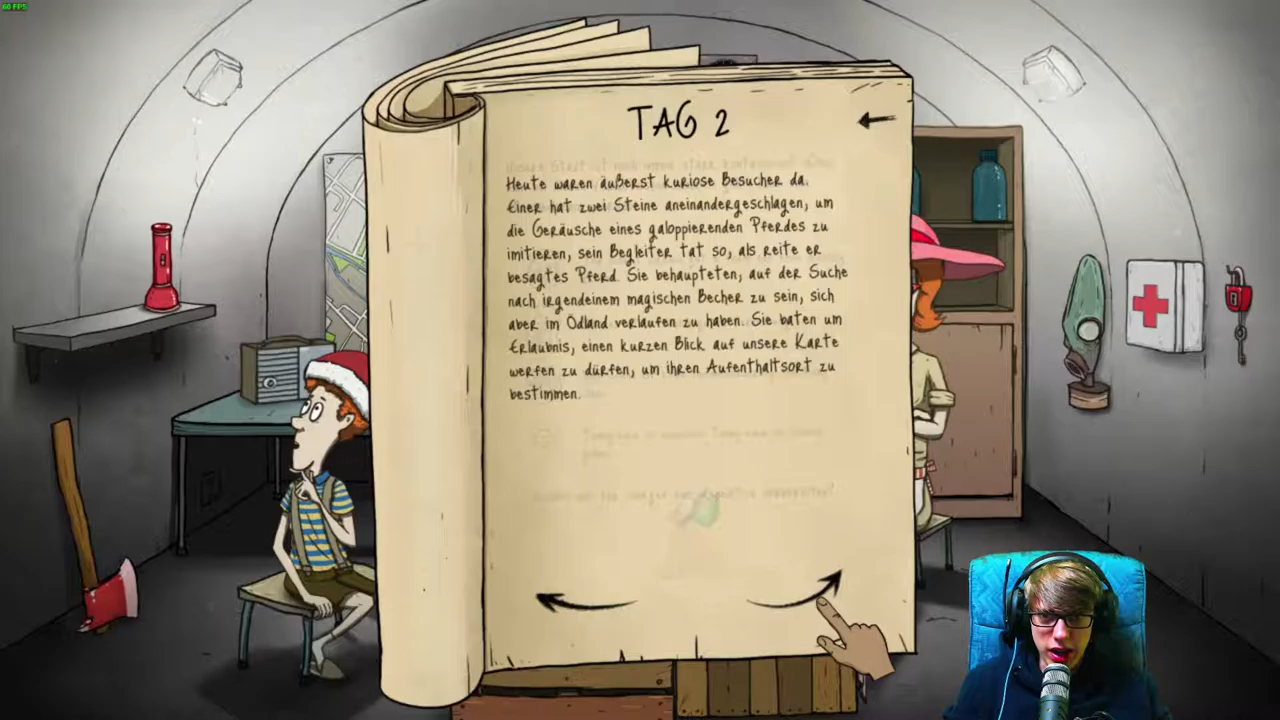 60 FPS
TAG 2
Heute waren äußerst kuriose Besucher da.
Einer hat zwei Steine aneinandergeschlagen, um
die Geräusche eines galoppierenden Pferdes zu
imitieren, sein Begleiter tat so, als reite er
besagtes Pferd. Sie behaupteten, auf der Suche
nach irgendeinem magischen Becher zu sein, sich
aber im Ödland verlaufen zu haben. Sie baten um
Erlaubnis, einen kurzen Blick auf unsere Karte
werfen zu dürfen, um ihren Aufenthaltsort zu
bestimmen.